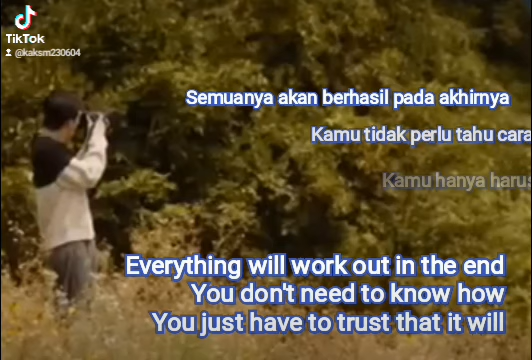 TikTok
@kaksm230604
Semuanya akan berhasil pada akhirnya
Kamu tidak perlu tahu cara
Kamu hanya harus
Everything will work out in the end
You don't need to know how
You just have to trust that it will